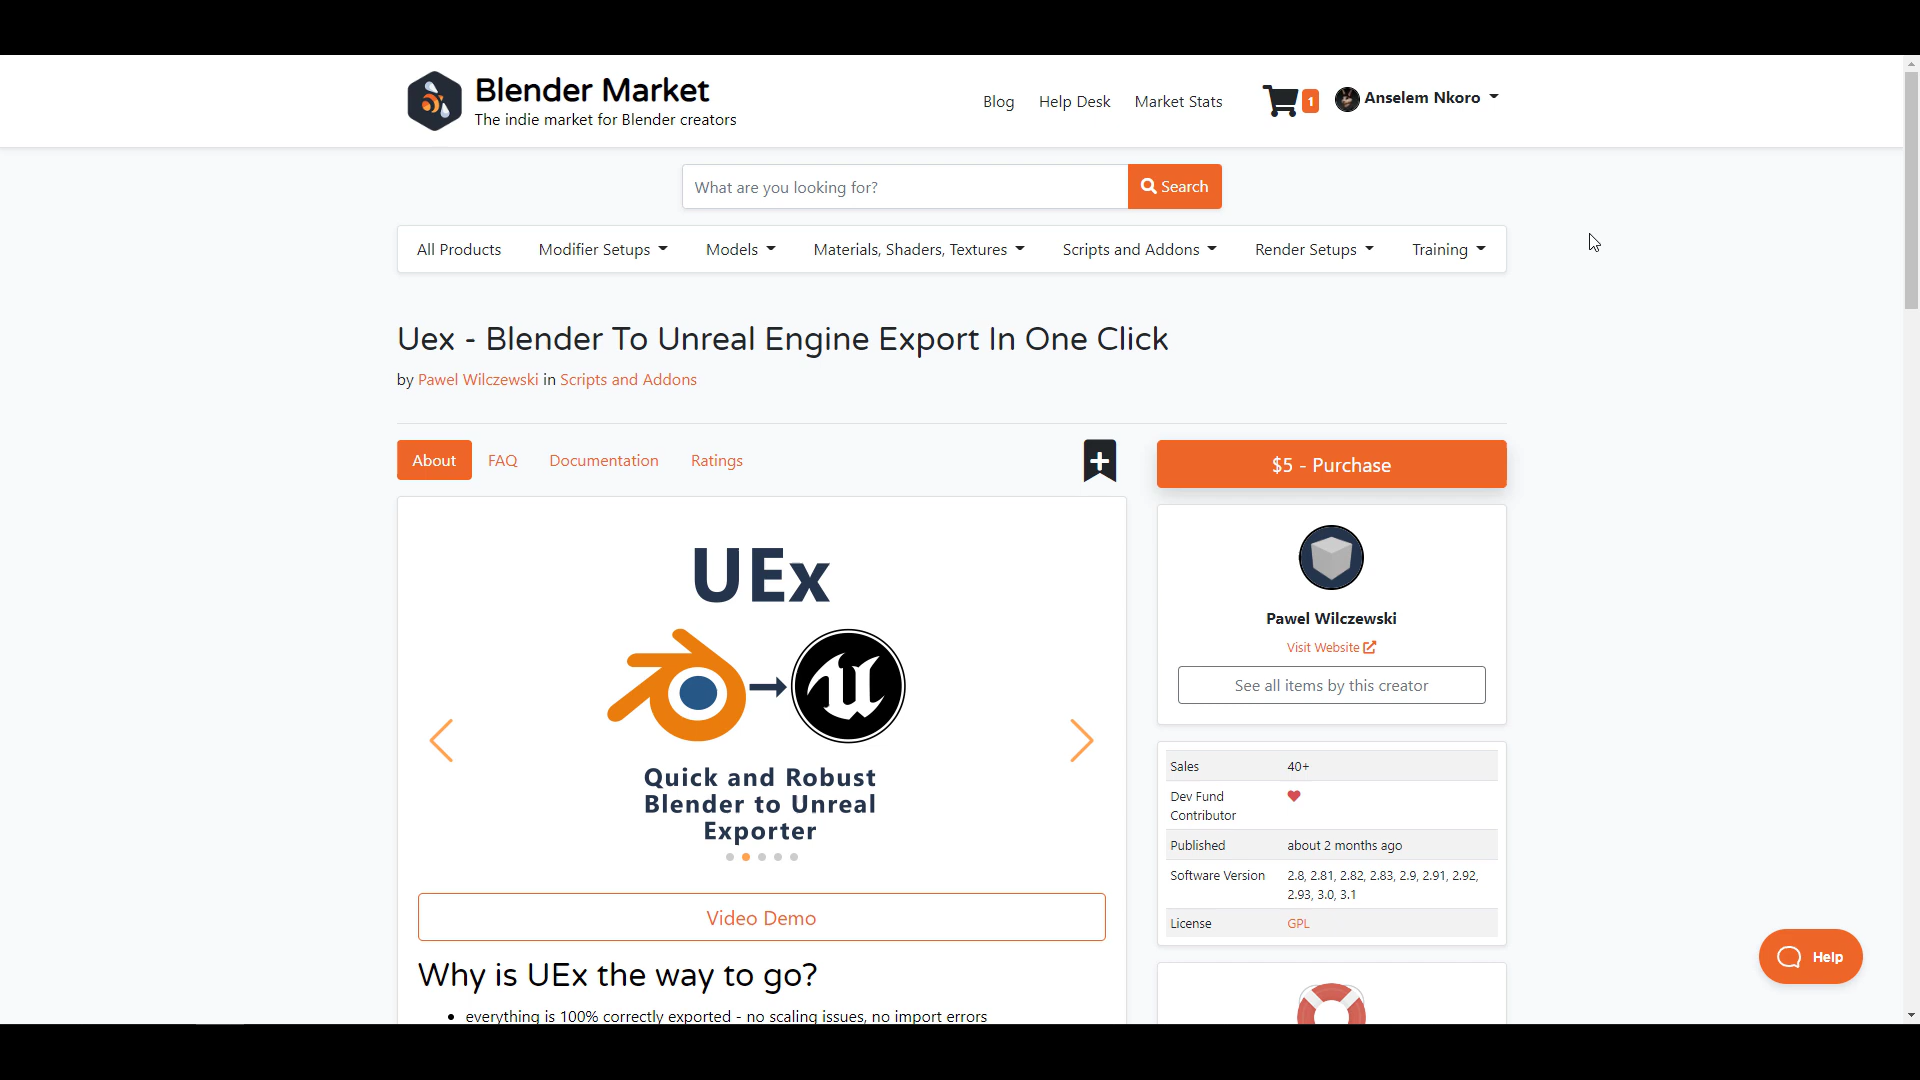 Blender Market
The indie market for Blender creators
Blog
Help Desk
Market Stats
1
Anselem Nkoro
What are you looking for?
Search
All Products
Modifier Setups
Models
Materials, Shaders, Textures
Scripts and Addons
Render Setups
Training
Uex - Blender To Unreal Engine Export In One Click
by Pawel Wilczewski in Scripts and Addons
About
FAQ
Documentation
Ratings
$5 - Purchase
UEx
Quick and Robust
Blender to Unreal
Exporter
Video Demo
Why is UEx the way to go?
everything is 100% correctly exported - no scaling issues, no import errors
Pawel Wilczewski
Visit Website
See all items by this creator
Sales 40+
Dev Fund
Contributor
Published about 2 months ago
Software Version 2.8, 2.81, 2.82, 2.83, 2.9, 2.91, 2.92,
2.93, 3.0, 3.1
License GPL
Help